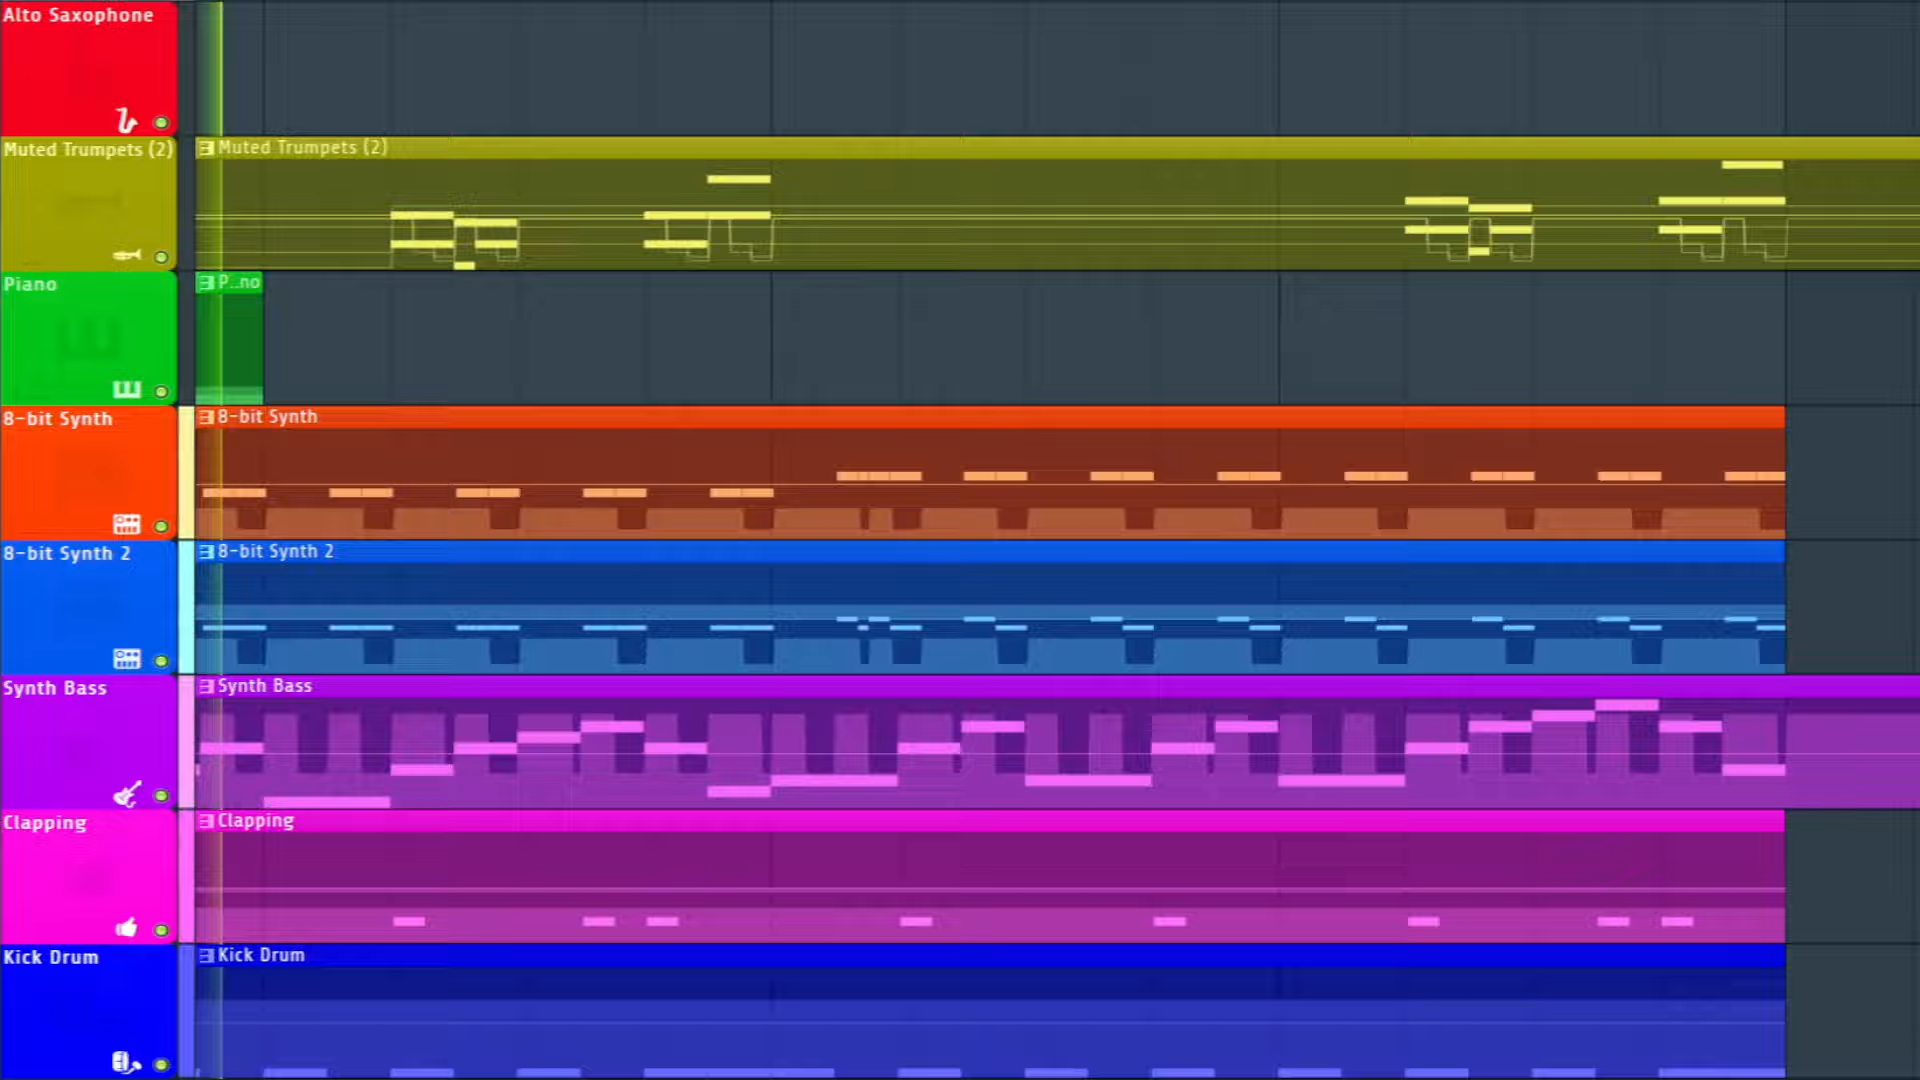 Alto Saxophone
Muted Trumpets (2)
Muted Trumpets (2)
Piano
P..no
8-bit Synth
8-bit Synth
8-bit Synth 2
8-bit Synth 2
Synth Bass
Synth Bass
Clapping
Clapping
Kick Drum
Kick Drum